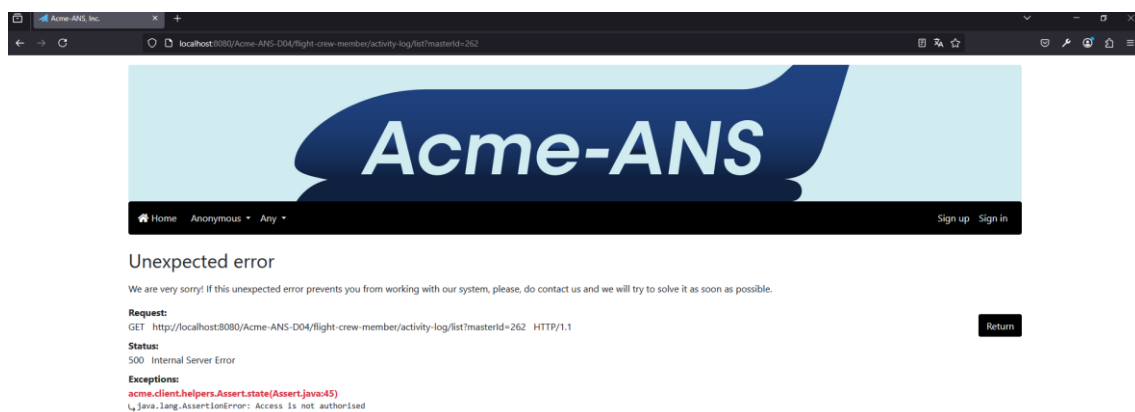 Acme-ANS, Inc.
localhost:8080/Acme-ANS-D04/flight-crew-member/activity-log/list?masterId=262
Acme-ANS
Home Anonymous Any Sign up Sign in
Unexpected error
We are very sorry! If this unexpected error prevents you from working with our system, please, do contact us and we will try to solve it as soon as possible.
Request:
GET http://localhost:8080/Acme-ANS-D04/flight-crew-member/activity-log/list?masterId=262 HTTP/1.1
Return
Status:
500 Internal Server Error
Exceptions:
acme.client.helpers.Assert.state(Assert.java:45)
java.lang.AssertionError: Access is not authorised